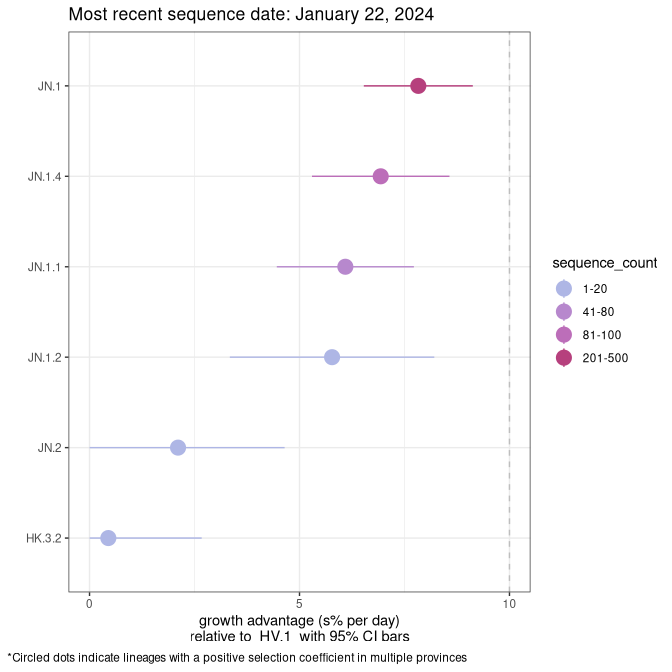 Most recent sequence date: January 22, 2024
JN.1
JN.1.4
JN.1.1
JN.1.2
JN.2
HK.3.2
0 5 10
growth advantage (s% per day)
relative to HV.1 with 95% CI bars
sequence_count
1-20
41-80
81-100
201-500
*Circled dots indicate lineages with a positive selection coefficient in multiple provinces